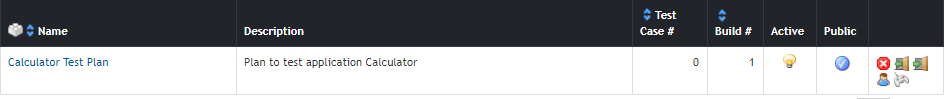 Name Description Test Case # Build # Active Public
Calculator Test Plan Plan to test application Calculator 0 1